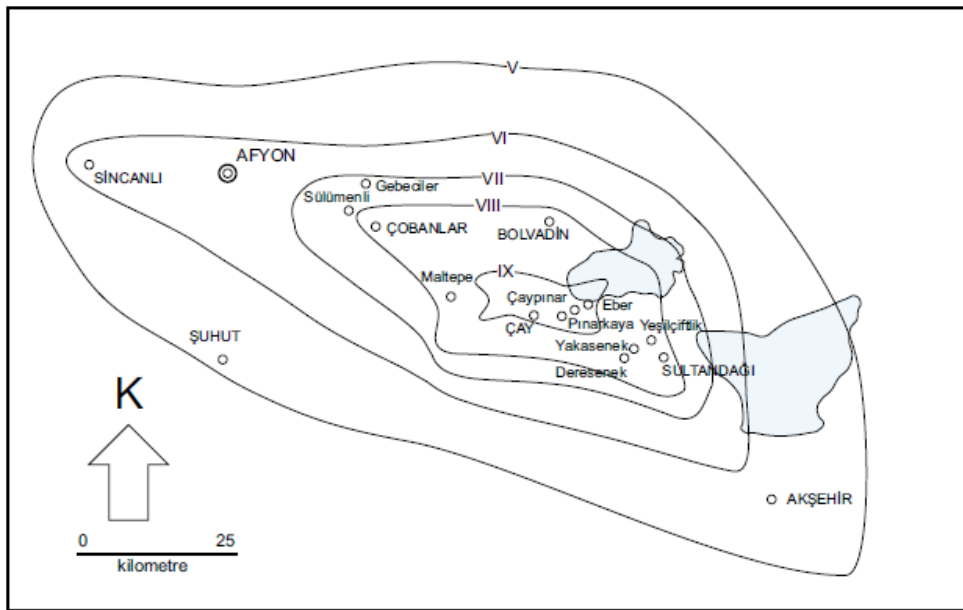 V
VI
AFYON
SİNCANLI
VII
Gebeciler
Sülümenli
VIII
ÇOBANLAR
BOLVADİN
IX
Maltepe
Çaypınar
Eber
ÇAY
Pınarkaya
Yeşilçiftlik
ŞUHUT
Yakasenek
Deresenek
SULTANDAĞI
K
AKŞEHİR
0 25
kilometre